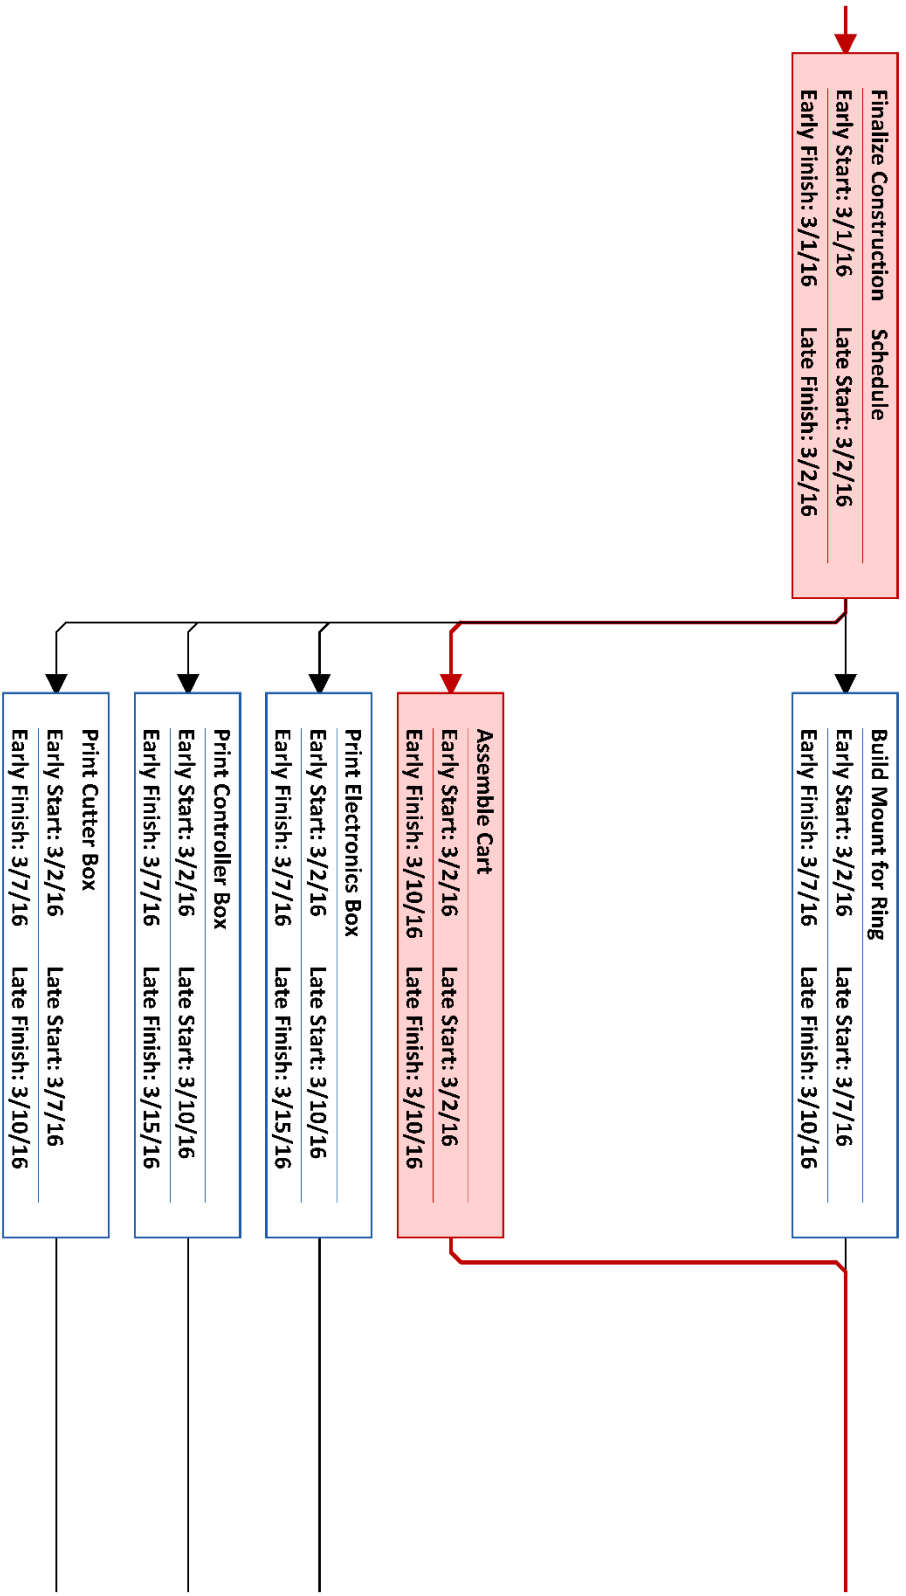 Finalize Construction Schedule
Early Start: 3/1/16 Late Start: 3/2/16
Early Finish: 3/1/16 Late Finish: 3/2/16
Build Mount for Ring
Early Start: 3/2/16 Late Start: 3/7/16
Early Finish: 3/7/16 Late Finish: 3/10/16
Assemble Cart
Early Start: 3/2/16 Late Start: 3/2/16
Early Finish: 3/10/16 Late Finish: 3/10/16
Print Electronics Box
Early Start: 3/2/16 Late Start: 3/10/16
Early Finish: 3/7/16 Late Finish: 3/15/16
Print Controller Box
Early Start: 3/2/16 Late Start: 3/10/16
Early Finish: 3/7/16 Late Finish: 3/15/16
Print Cutter Box
Early Start: 3/2/16 Late Start: 3/7/16
Early Finish: 3/7/16 Late Finish: 3/10/16